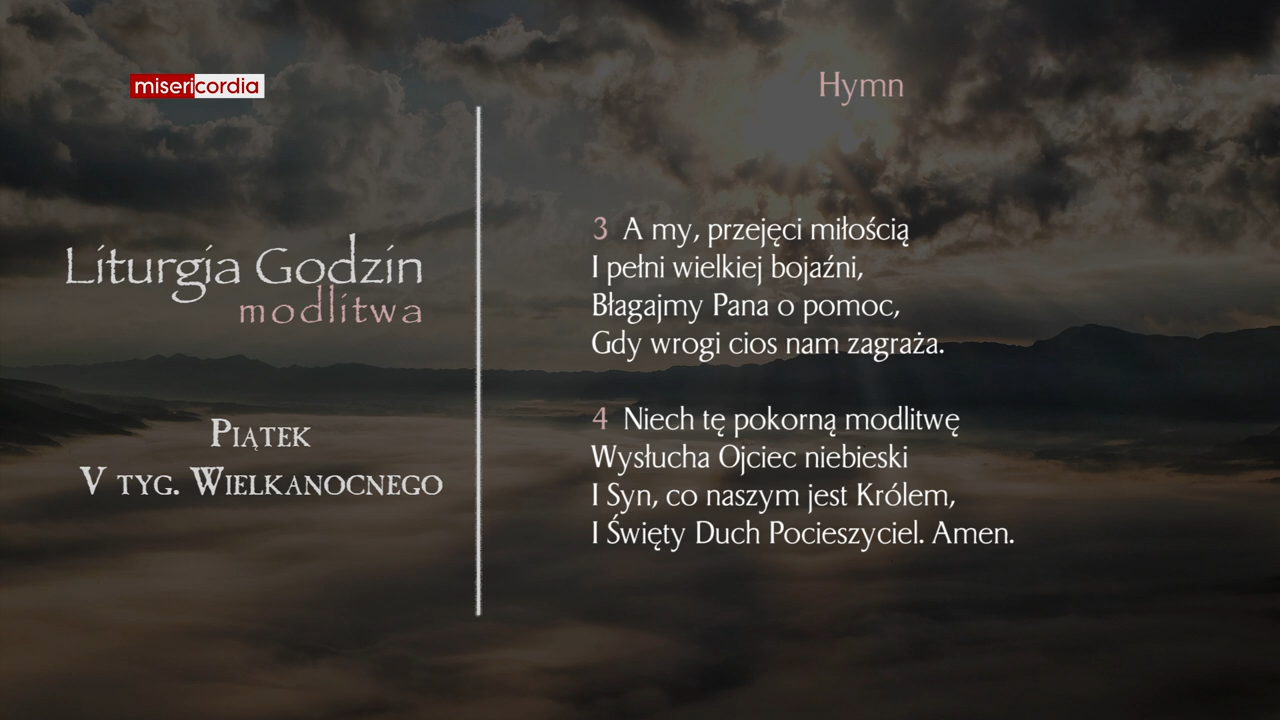 misericordia
Liturgia Godzin
modlitwa
Piątek
V tyg. Wielkanocnego
Hymn
3 A my, przejęci miłością
I pełni wielkiej bojaźni,
Błagajmy Pana o pomoc,
Gdy wrogi cios nam zagraża.
4 Niech tę pokorną modlitwę
Wysłucha Ojciec niebieski
I Syn, co naszym jest Królem,
I Święty Duch Pocieszyciel. Amen.